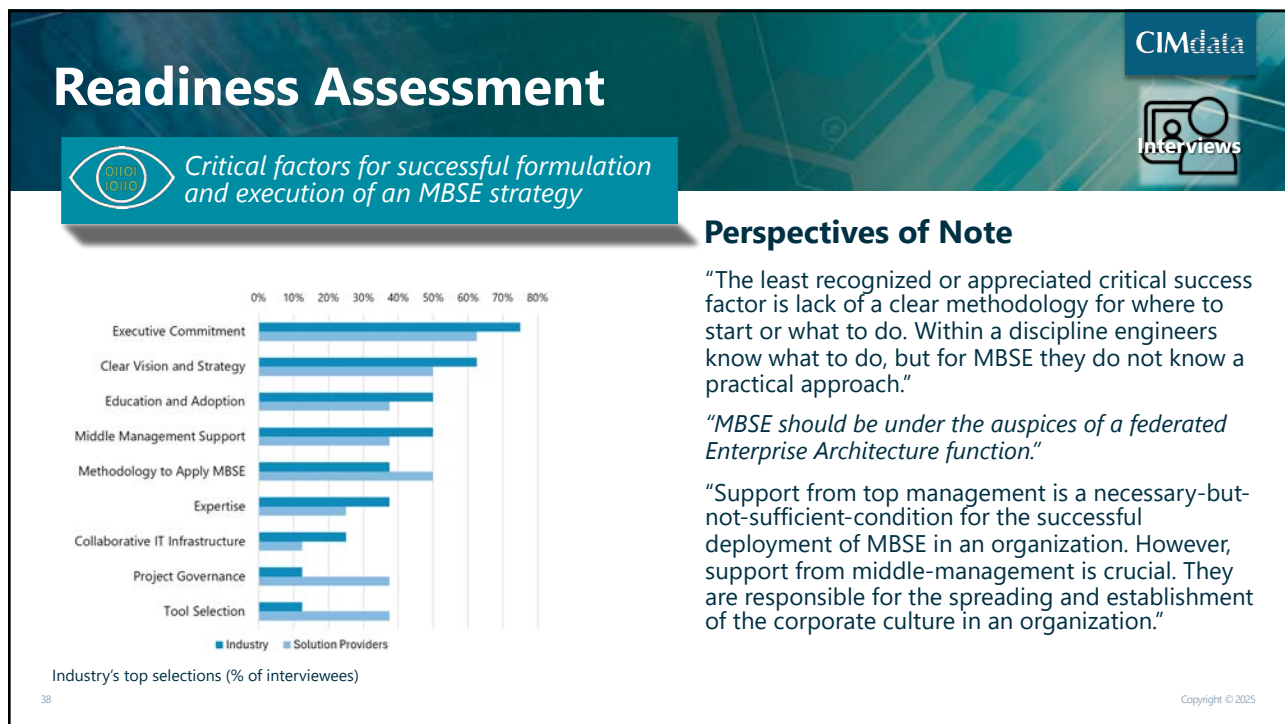 CIMdata
Readiness Assessment
Interviews
01101
10110
Critical factors for successful formulation
and execution of an MBSE strategy
Perspectives of Note
“The least recognized or appreciated critical success
factor is lack of a clear methodology for where to
start or what to do. Within a discipline engineers
know what to do, but for MBSE they do not know a
practical approach.”
“MBSE should be under the auspices of a federated
Enterprise Architecture function.”
“Support from top management is a necessary-but-
not-sufficient-condition for the successful
deployment of MBSE in an organization. However,
support from middle-management is crucial. They
are responsible for the spreading and establishment
of the corporate culture in an organization.”
0% 10% 20% 30% 40% 50% 60% 70% 80%
Executive Commitment
Clear Vision and Strategy
Education and Adoption
Middle Management Support
Methodology to Apply MBSE
Expertise
Collaborative IT Infrastructure
Project Governance
Tool Selection
Industry Solution Providers
Industry’s top selections (% of interviewees)
38
Copyright © 2025